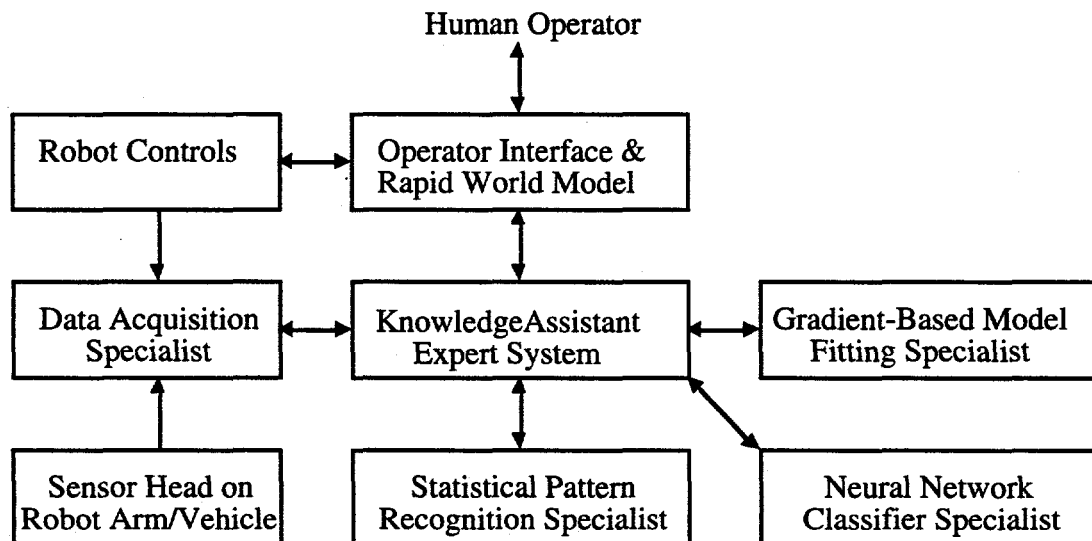 Human Operator
Robot Controls
Operator Interface &
Rapid World Model
Data Acquisition
Specialist
KnowledgeAssistant
Expert System
Gradient-Based Model
Fitting Specialist
Sensor Head on
Robot Arm/Vehicle
Statistical Pattern
Recognition Specialist
Neural Network
Classifier Specialist